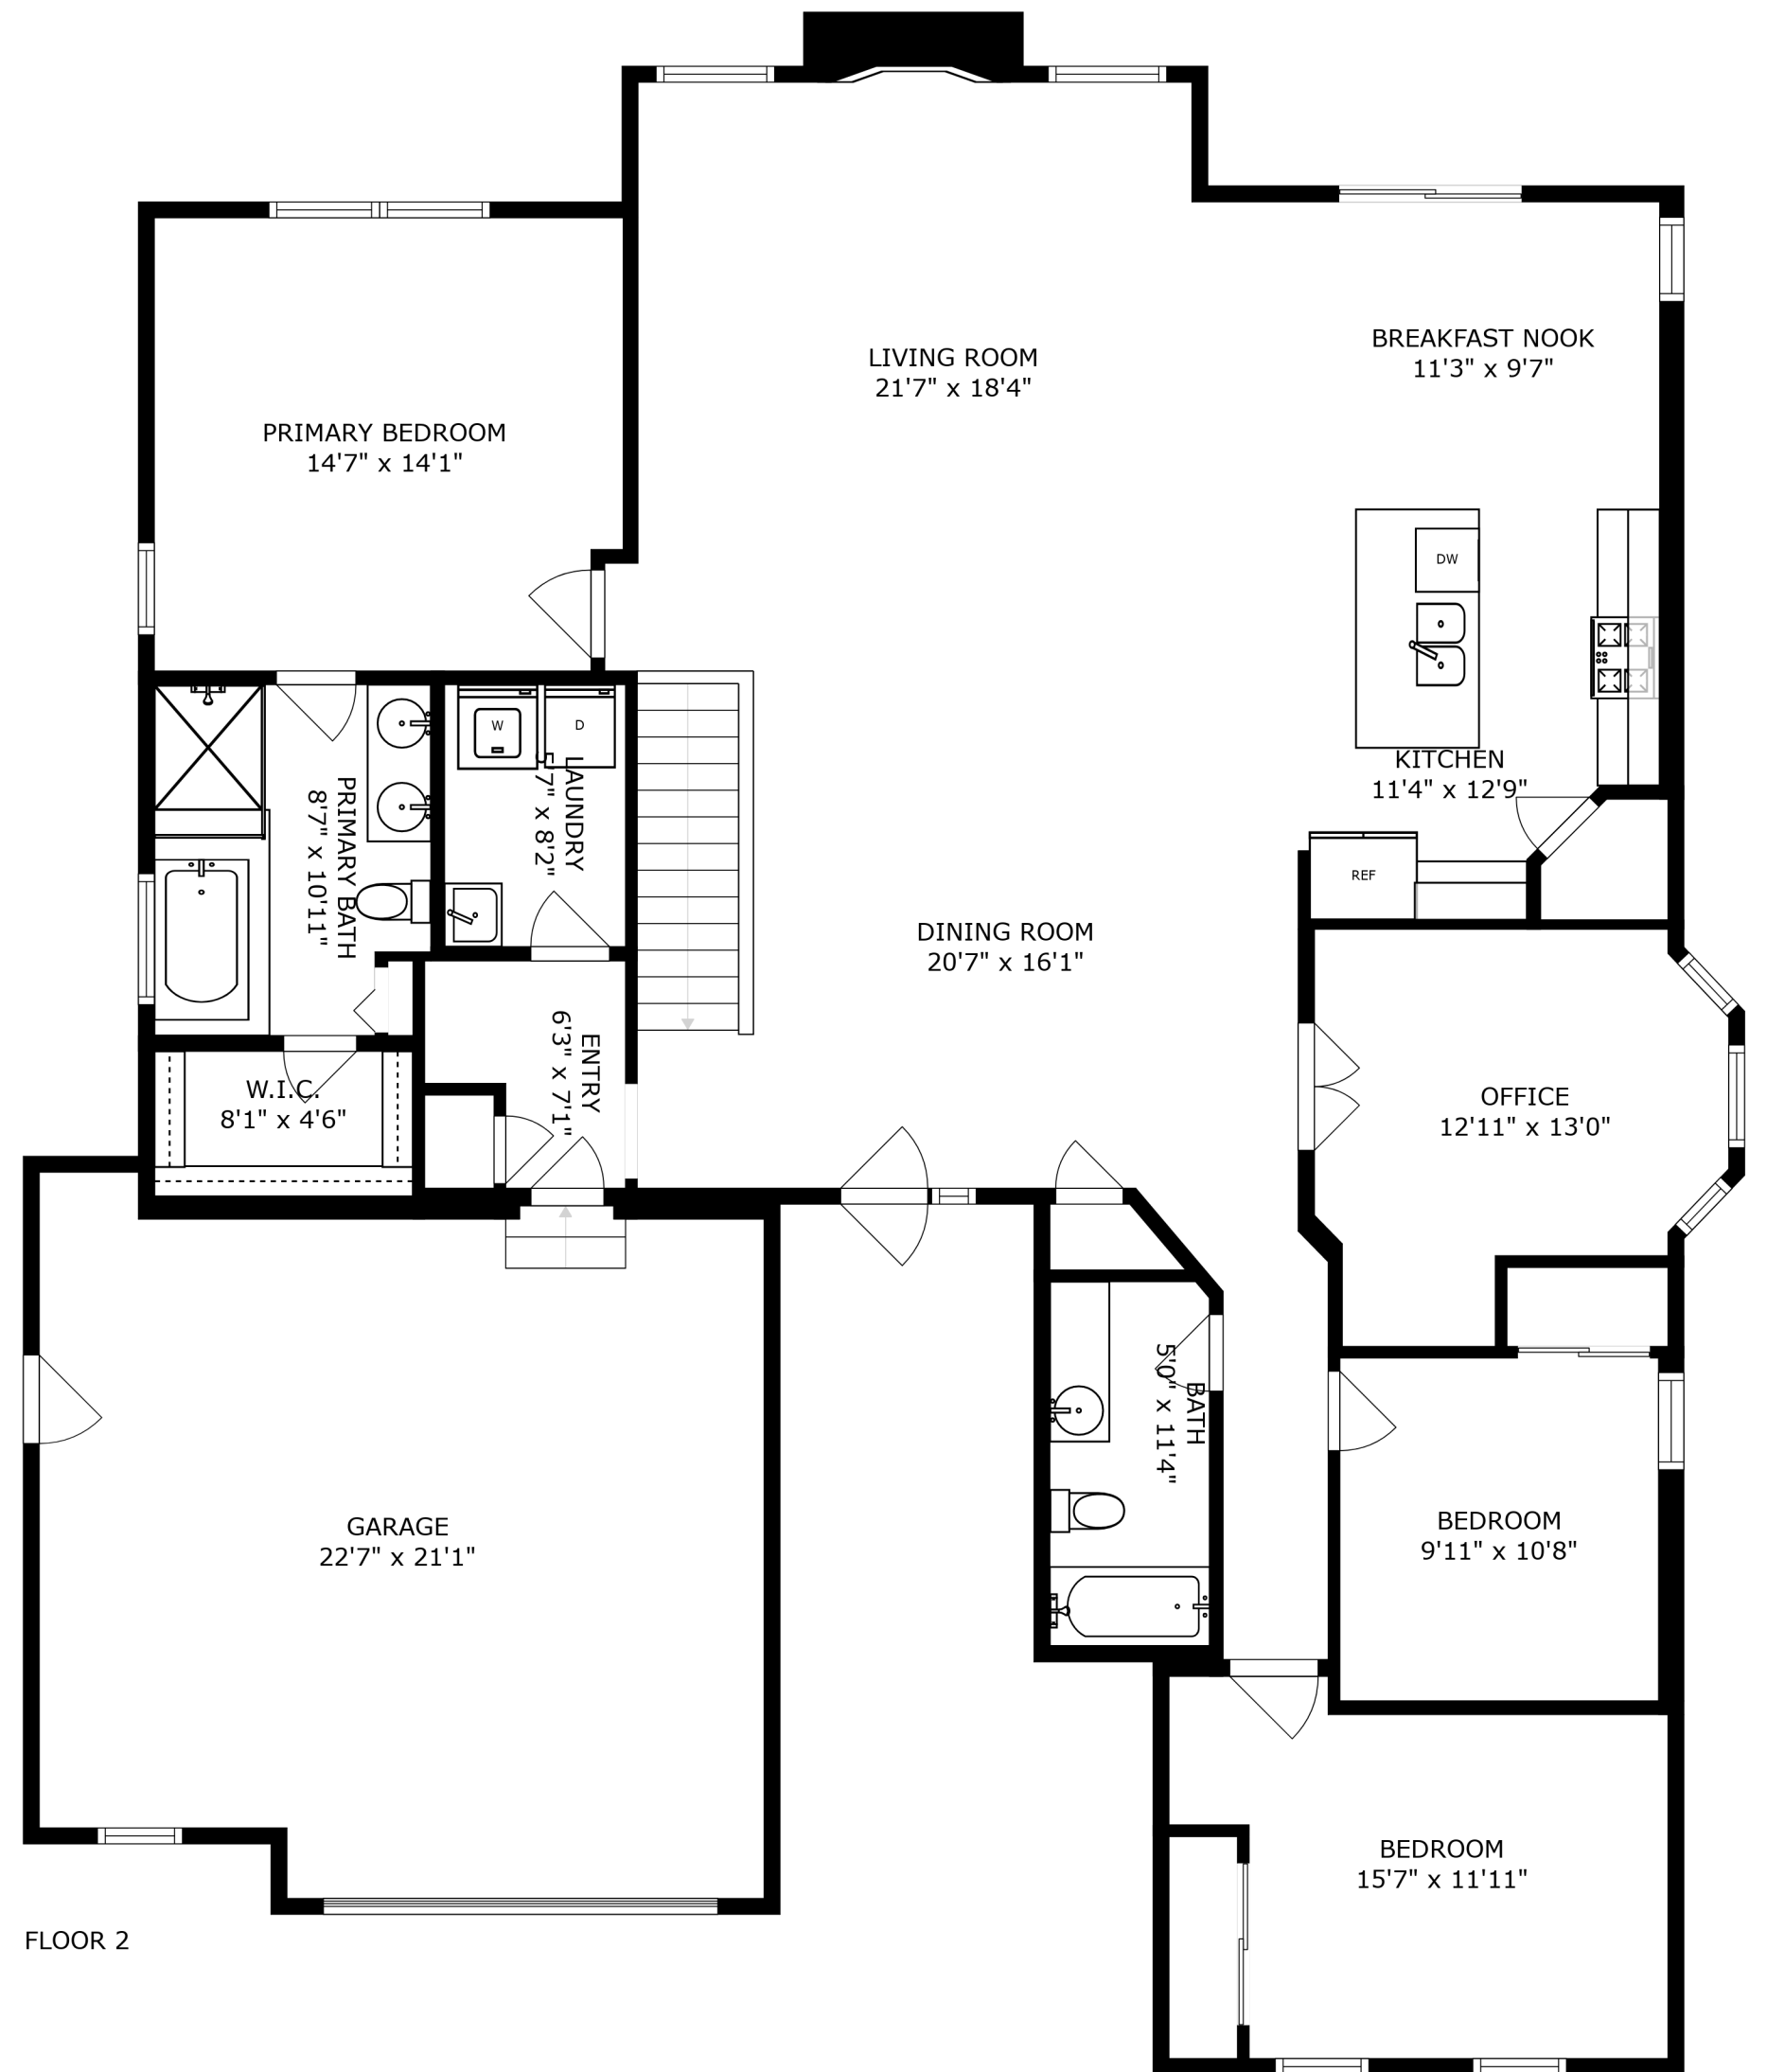 LIVING ROOM
21'7" x 18'4"
BREAKFAST NOOK
11'3" x 9'7"
PRIMARY BEDROOM
14'7" x 14'1"
DW
W
D
LAUNDRY
5'7" x 8'2"
KITCHEN
11'4" x 12'9"
PRIMARY BATH
8'7" x 10'11"
REF
DINING ROOM
20'7" x 16'1"
ENTRY
6'3" x 7'1"
W.I.C.
8'1" x 4'6"
OFFICE
12'11" x 13'0"
BATH
5'0" x 11'4"
GARAGE
22'7" x 21'1"
BEDROOM
9'11" x 10'8"
BEDROOM
15'7" x 11'11"
FLOOR 2